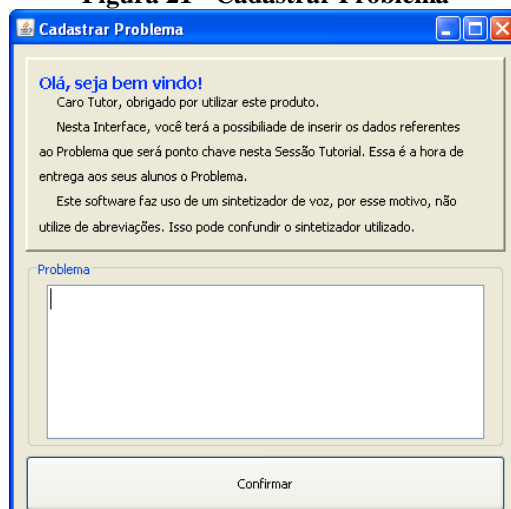 Figura 21 - Cadastrar Problema
Cadastrar Problema
Olá, seja bem vindo!
Caro Tutor, obrigado por utilizar este produto.
Nesta Interface, você terá a possibiliade de inserir os dados referentes
ao Problema que será ponto chave nesta Sessão Tutorial. Essa é a hora de
entrega aos seus alunos o Problema.
Este software faz uso de um sintetizador de voz, por esse motivo, não
utilize de abreviações. Isso pode confundir o sintetizador utilizado.
Problema
Confirmar